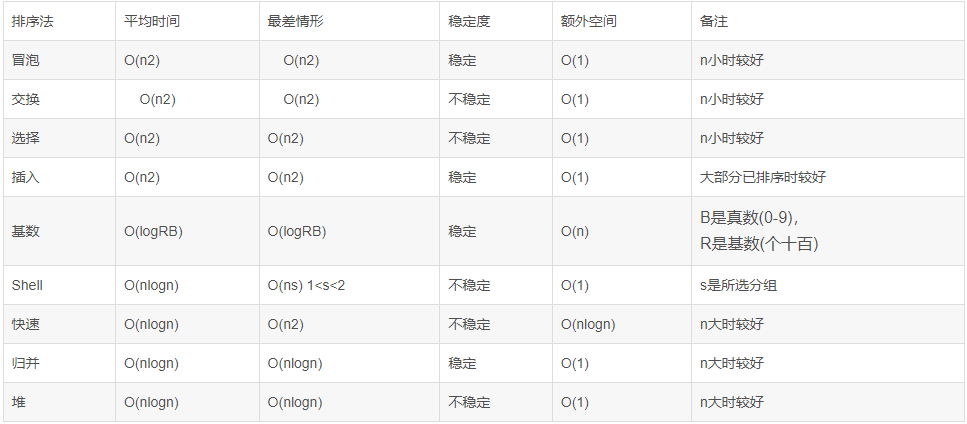 排序法 平均时间 最差情形 稳定度 额外空间 备注
冒泡 O(n2) O(n2) 稳定 O(1) n小时较好
交换 O(n2) O(n2) 不稳定 O(1) n小时较好
选择 O(n2) O(n2) 不稳定 O(1) n小时较好
插入 O(n2) O(n2) 稳定 O(1) 大部分已排序时较好
基数 O(logRB) O(logRB) 稳定 O(n) B是真数(0-9)，
R是基数(个十百)
Shell O(nlogn) O(ns) 1<s<2 不稳定 O(1) s是所选分组
快速 O(nlogn) O(n2) 不稳定 O(nlogn) n大时较好
归并 O(nlogn) O(nlogn) 稳定 O(1) n大时较好
堆 O(nlogn) O(nlogn) 不稳定 O(1) n大时较好